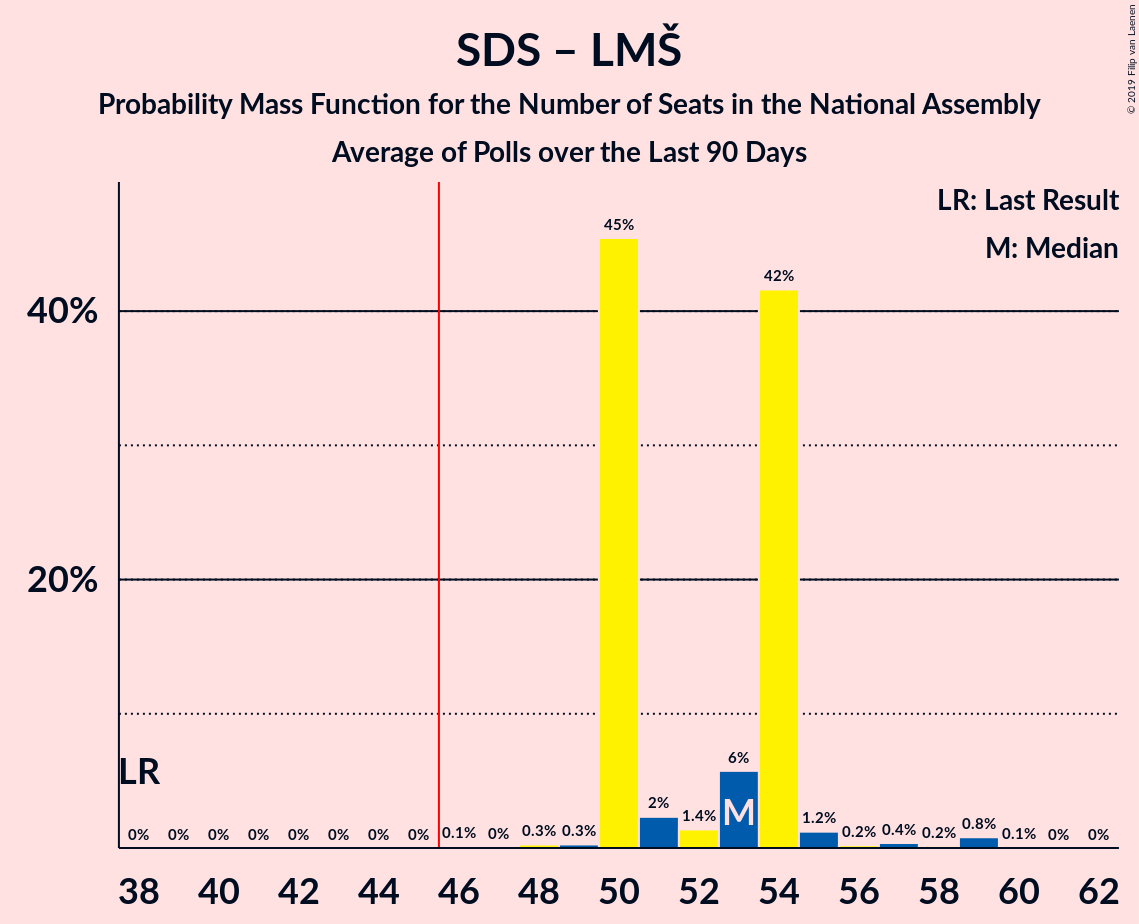 SDS – LMŠ
Probability Mass Function for the Number of Seats in the National Assembly
Average of Polls over the Last 90 Days
© 2019 Filip van Laenen
LR: Last Result
M: Median
45%
42%
40%
20%
6%
LR
M
0% 0% 0% 0% 0% 0% 0% 0% 0.1% 0% 0.3% 0.3% 2% 1.4% 1.2% 0.2% 0.4% 0.2% 0.8% 0.1% 0% 0%
38 40 42 44 46 48 50 52 54 56 58 60 62